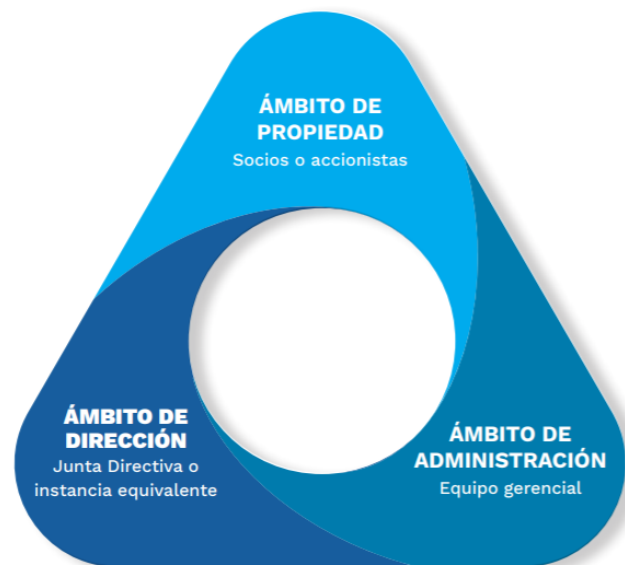 ÁMBITO DE
PROPIEDAD
Socios o accionistas
ÁMBITO DE
DIRECCIÓN
Junta Directiva o
instancia equivalente
ÁMBITO DE
ADMINISTRACIÓN
Equipo gerencial